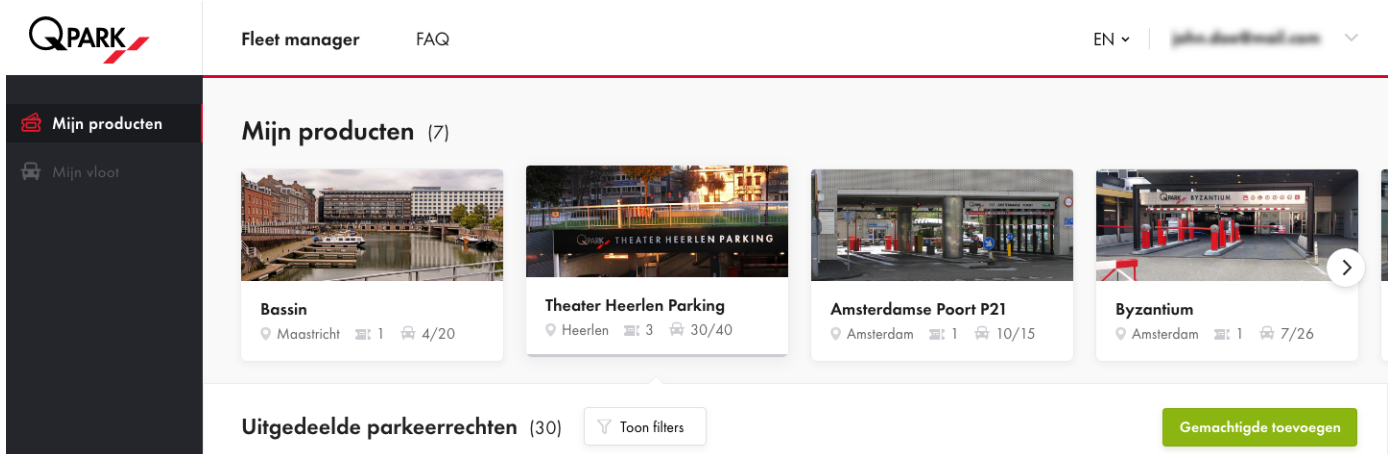 QPARK
Fleet manager FAQ EN
Mijn producten
Mijn vloot
Mijn producten (7)
QPARK THEATER HEERLEN PARKING
QPARK BYZANTIUM
Bassin
Maastricht 1 4/20
Theater Heerlen Parking
Heerlen 3 30/40
Amsterdamse Poort P21
Amsterdam 1 10/15
Byzantium
Amsterdam 1 7/26
Uitgedeelde parkeerrechten (30) Toon filters Gemachtigde toevoegen